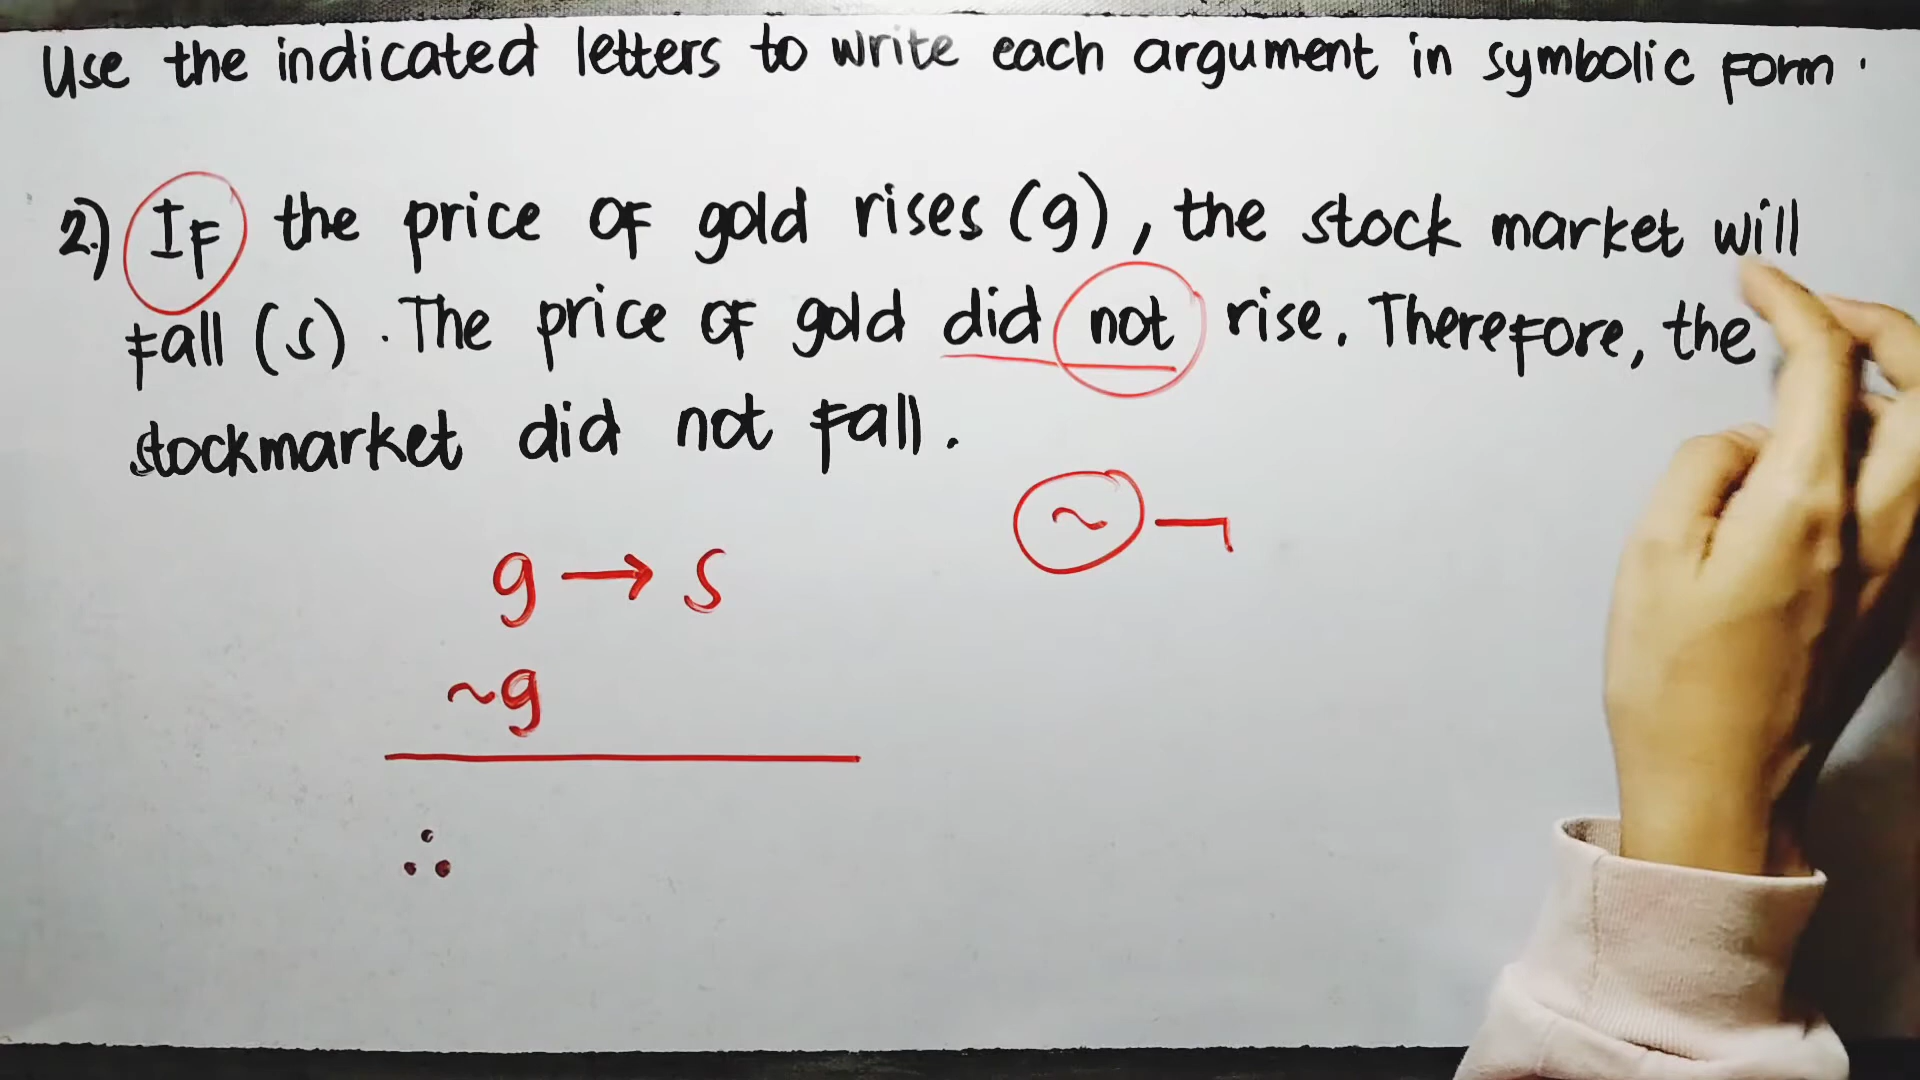 Use the indicated letters to write each argument in symbolic form.
2.) If the price of gold rises (g), the stock market will
fall (s). The price of gold did not rise. Therefore, the
stockmarket did not fall.
~ ¬
g → s
~g
∴